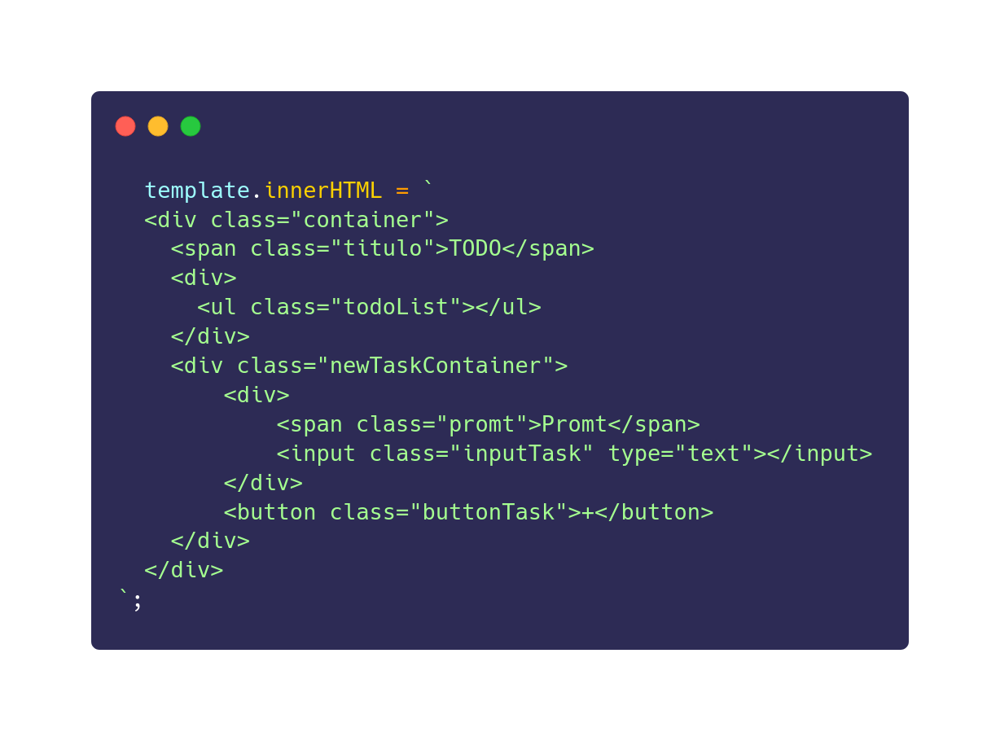 template.innerHTML = `
<div class="container">
<span class="titulo">TODO</span>
<div>
<ul class="todoList"></ul>
</div>
<div class="newTaskContainer">
<div>
<span class="promt">Promt</span>
<input class="inputTask" type="text"></input>
</div>
<button class="buttonTask">+</button>
</div>
</div>
`;